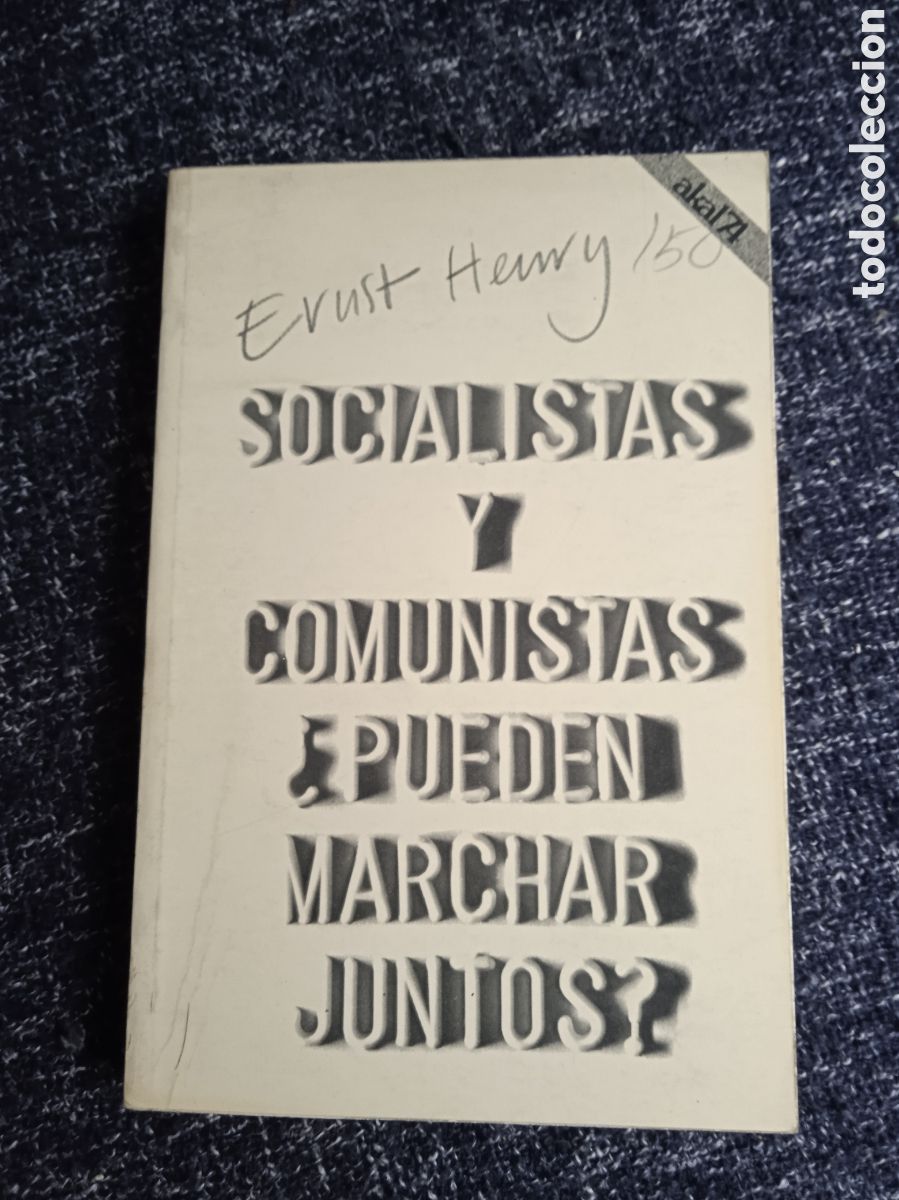 akal 74
Ernst Henry 150
SOCIALISTAS
Y
COMUNISTAS
¿PUEDEN
MARCHAR
JUNTOS?
todocoleccion